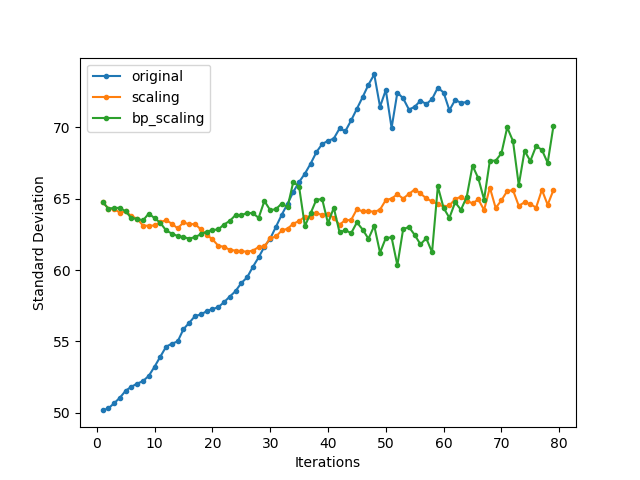 original
scaling
bp_scaling
70
65
60
55
50
Standard Deviation
0 10 20 30 40 50 60 70 80
Iterations